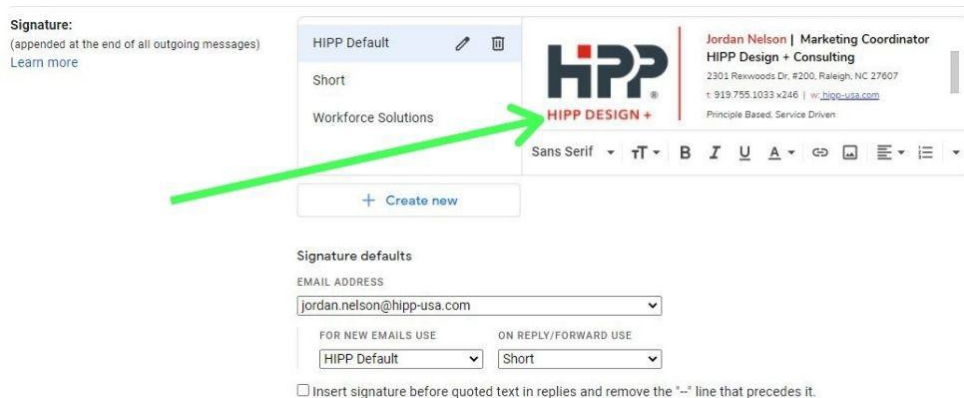 Signature:
(appended at the end of all outgoing messages)
Learn more
HIPP Default
Short
Workforce Solutions
HIPP®
HIPP DESIGN +
Jordan Nelson | Marketing Coordinator
HIPP Design + Consulting
2301 Rexwoods Dr, #200, Raleigh, NC 27607
t: 919.755.1033 x246 | w: hipp-usa.com
Principle Based, Service Driven
Sans Serif
B I U A
+ Create new
Signature defaults
EMAIL ADDRESS
jordan.nelson@hipp-usa.com
FOR NEW EMAILS USE
ON REPLY/FORWARD USE
HIPP Default
Short
Insert signature before quoted text in replies and remove the "--" line that precedes it.